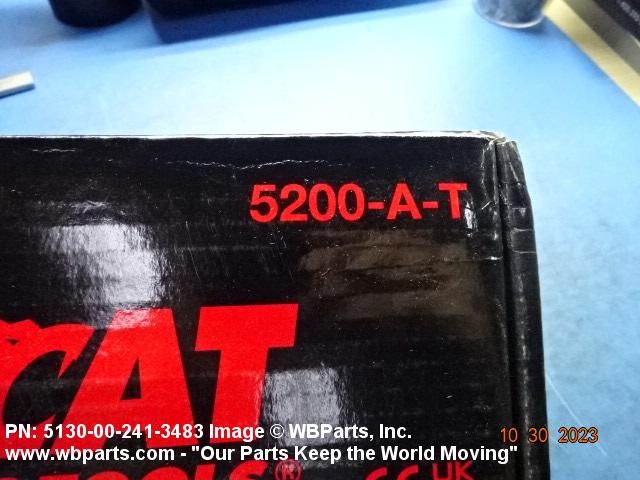 5200-A-T
CAT
PN: 5130-00-241-3483 Image © WBParts, Inc.
10 30 2023
www.wbparts.com - "Our Parts Keep the World Moving"
® CE UK